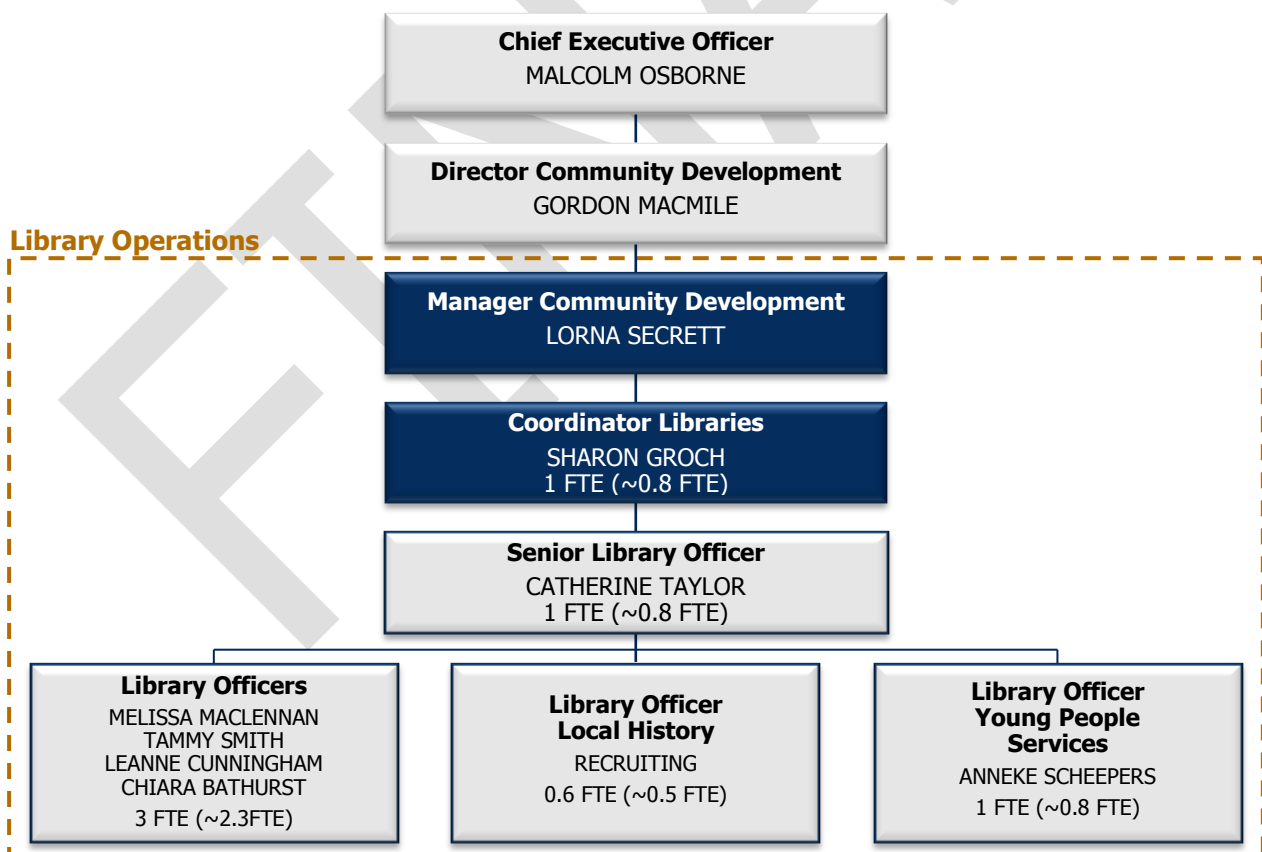 Chief Executive Officer
MALCOLM OSBORNE
Director Community Development
GORDON MACMILE
Library Operations
Manager Community Development
LORNA SECRETT
Coordinator Libraries
SHARON GROCH
1 FTE (~0.8 FTE)
Senior Library Officer
CATHERINE TAYLOR
1 FTE (~0.8 FTE)
Library Officers
MELISSA MACLENNAN
TAMMY SMITH
LEANNE CUNNINGHAM
CHIARA BATHURST
3 FTE (~2.3FTE)
Library Officer
Local History
RECRUITING
0.6 FTE (~0.5 FTE)
Library Officer
Young People
Services
ANNEKE SCHEEPERS
1 FTE (~0.8 FTE)